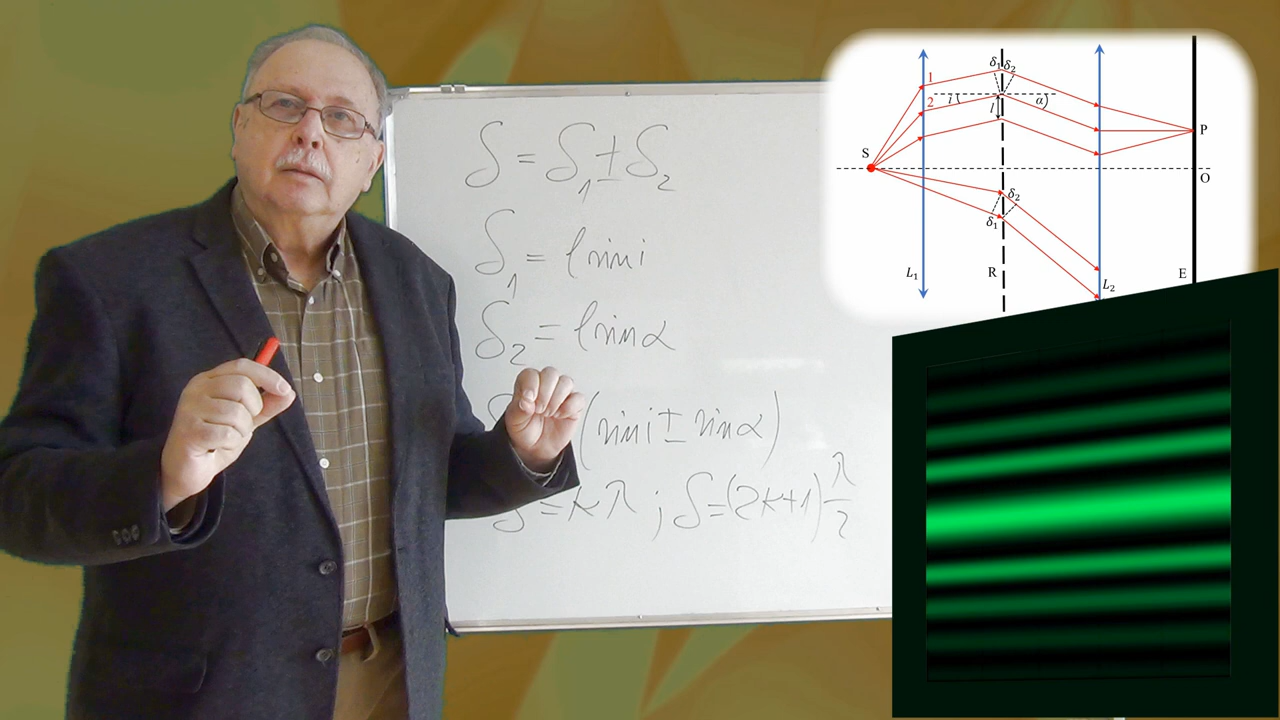 δ = δ₁ ± δ₂
δ₁ = l sin i
δ₂ = l sin α
(sin i ± sin α)
δ = kλ ; δ = (2k+1) λ/2
δ₁ δ₂
1
2
i
l
α
S
P
O
δ₂
δ₁
L₁
R
L₂
E